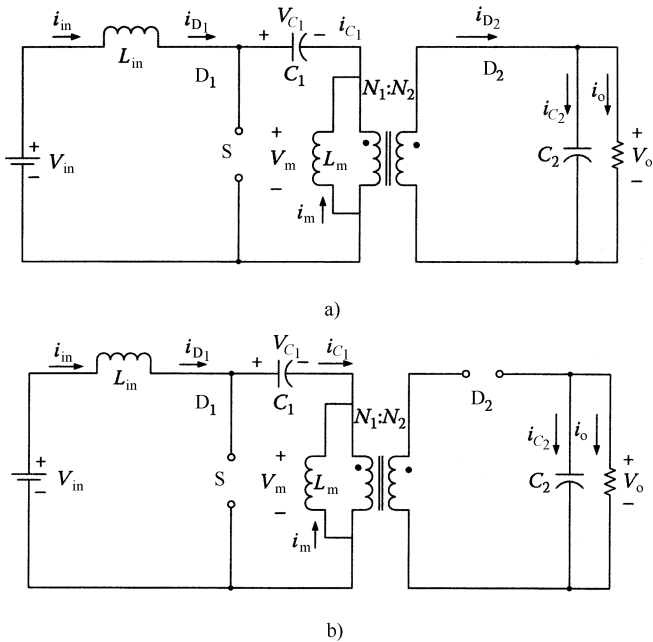 i_in i_D1 V_C1 i_C1 i_D2
+ −
L_in C_1
D_1 N_1:N_2 D_2 i_C2 i_o
+ S + V_m L_m C_2 + V_o
V_in
− − −
i_m
a)
i_in i_D1 V_C1 i_C1
+ −
L_in C_1
D_1 N_1:N_2 D_2 i_C2 i_o
+ S + V_m L_m C_2 + V_o
V_in
− − −
i_m
b)